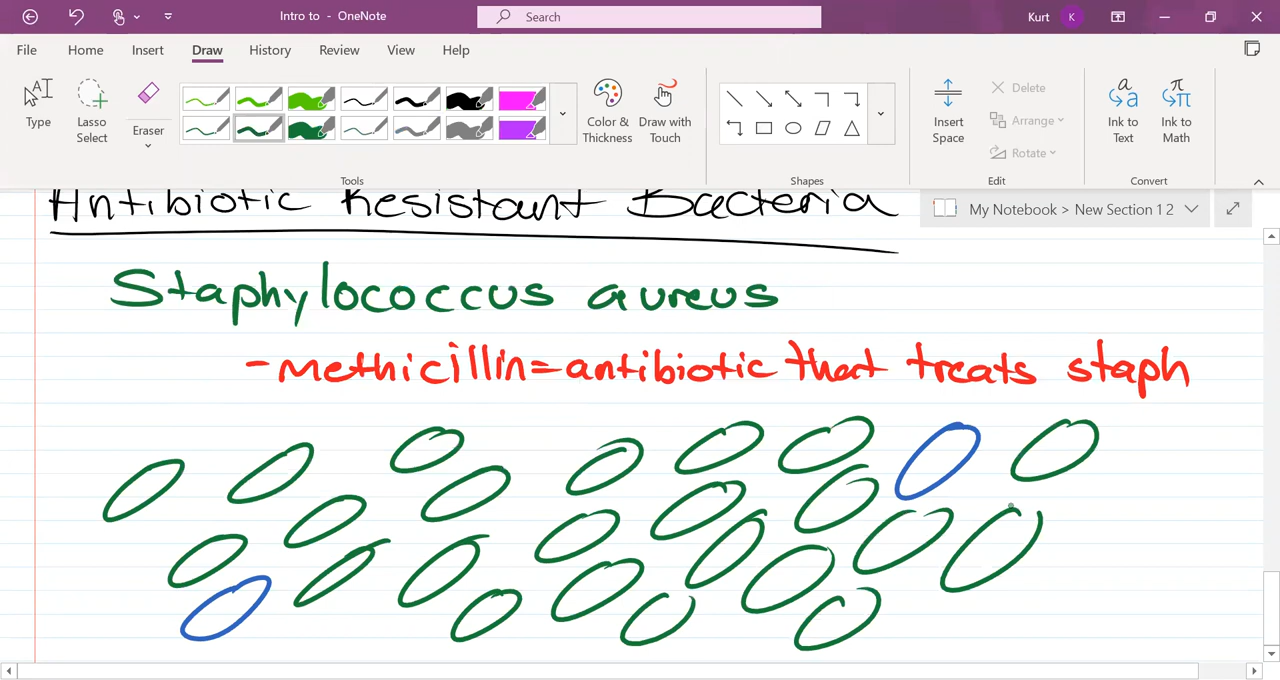 Intro to - OneNote
Search
Kurt K
File Home Insert Draw History Review View Help
Type
Lasso Select
Eraser
Color & Thickness
Draw with Touch
Insert Space
Delete
Arrange
Rotate
Ink to Text
Ink to Math
Tools Shapes Edit Convert
My Notebook > New Section 1 2
Antibiotic Resistant Bacteria
Staphylococcus aureus
- methicillin = antibiotic that treats staph